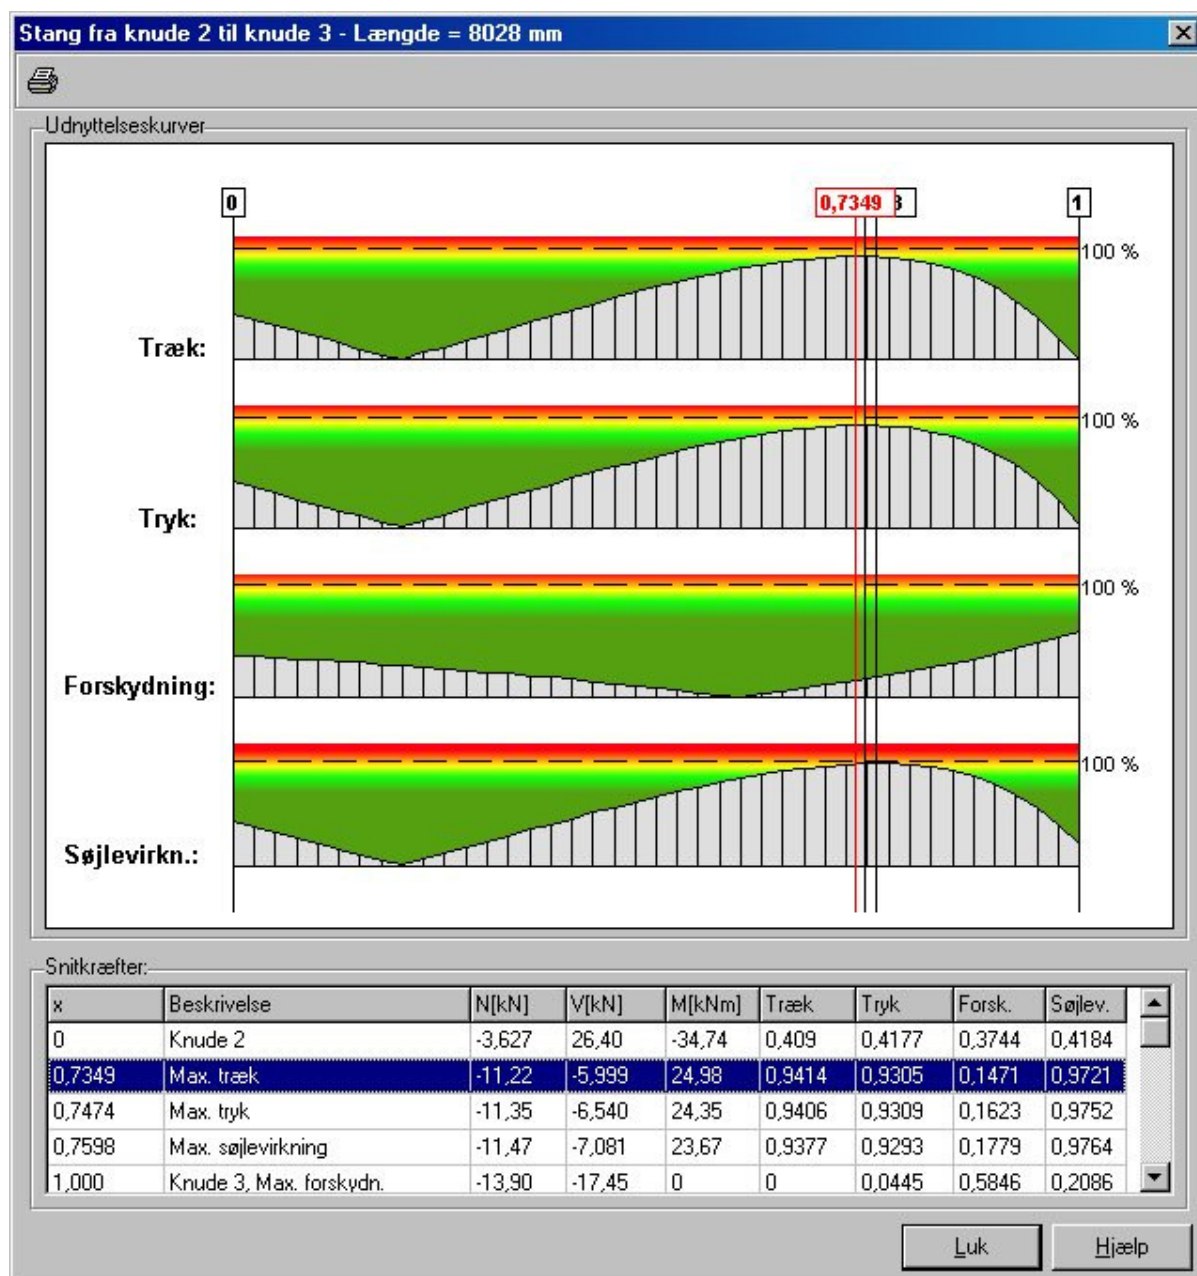 Stang fra knude 2 til knude 3 - Længde = 8028 mm
Udnyttelseskurver
0 0,7349 1
100 %
Træk:
100 %
Tryk:
100 %
Forskydning:
100 %
Søjlevirkn.:
Snitkræfter:
x Beskrivelse N[kN] V[kN] M[kNm] Træk Tryk Forsk. Søjlev.
0 Knude 2 -3,627 26,40 -34,74 0,409 0,4177 0,3744 0,4184
0,7349 Max. træk -11,22 -5,999 24,98 0,9414 0,9305 0,1471 0,9721
0,7474 Max. tryk -11,35 -6,540 24,35 0,9406 0,9309 0,1623 0,9752
0,7598 Max. søjlevirkning -11,47 -7,081 23,67 0,9377 0,9293 0,1779 0,9764
1,000 Knude 3, Max. forskydn. -13,90 -17,45 0 0 0,0445 0,5846 0,2086
Luk Hjælp